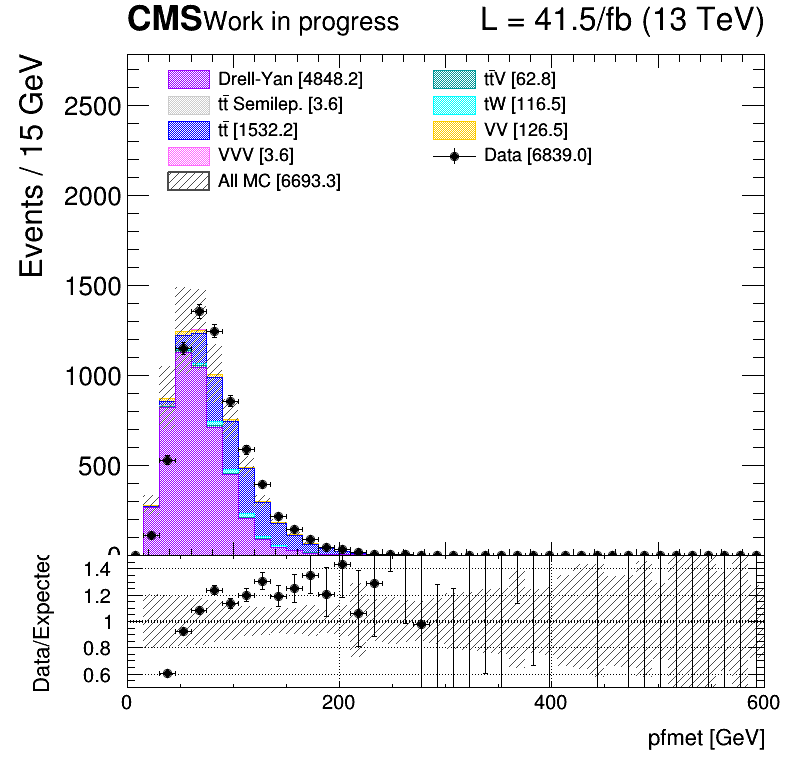 CMS Work in progress L = 41.5/fb (13 TeV)
Events / 15 GeV
Drell-Yan [4848.2]
tt̄ Semilep. [3.6]
tt̄ [1532.2]
VVV [3.6]
All MC [6693.3]
tt̄V [62.8]
tW [116.5]
VV [126.5]
Data [6839.0]
2500
2000
1500
1000
500
0
Data/Expected
1.4
1.2
1
0.8
0.6
0 200 400 600
pfmet [GeV]